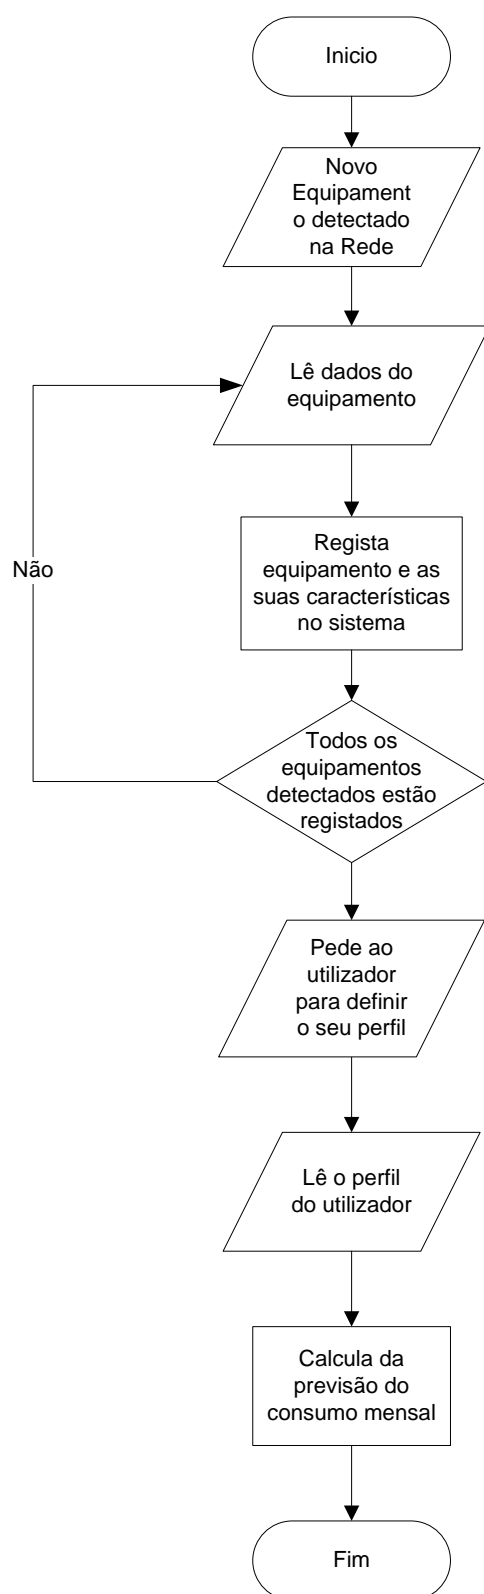 Inicio
Novo
Equipament
o detectado
na Rede
Lê dados do
equipamento
Não
Regista
equipamento e as
suas característícas
no sistema
Todos os
equipamentos
detectados estão
registados
Pede ao
utilizador
para definir
o seu perfil
Lê o perfil
do utilizador
Calcula da
previsão do
consumo mensal
Fim